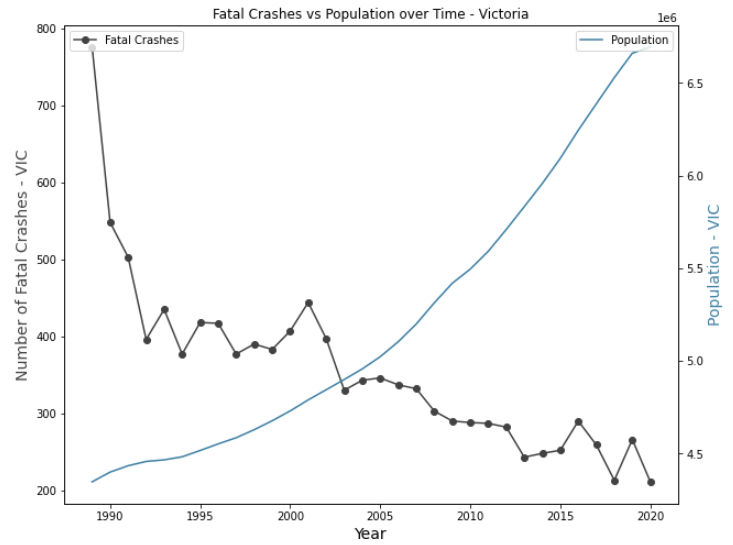 Fatal Crashes vs Population over Time - Victoria
1e6
Fatal Crashes
Population
800
700
600
500
400
300
200
Number of Fatal Crashes - VIC
6.5
6.0
5.5
5.0
4.5
Population - VIC
1990 1995 2000 2005 2010 2015 2020
Year